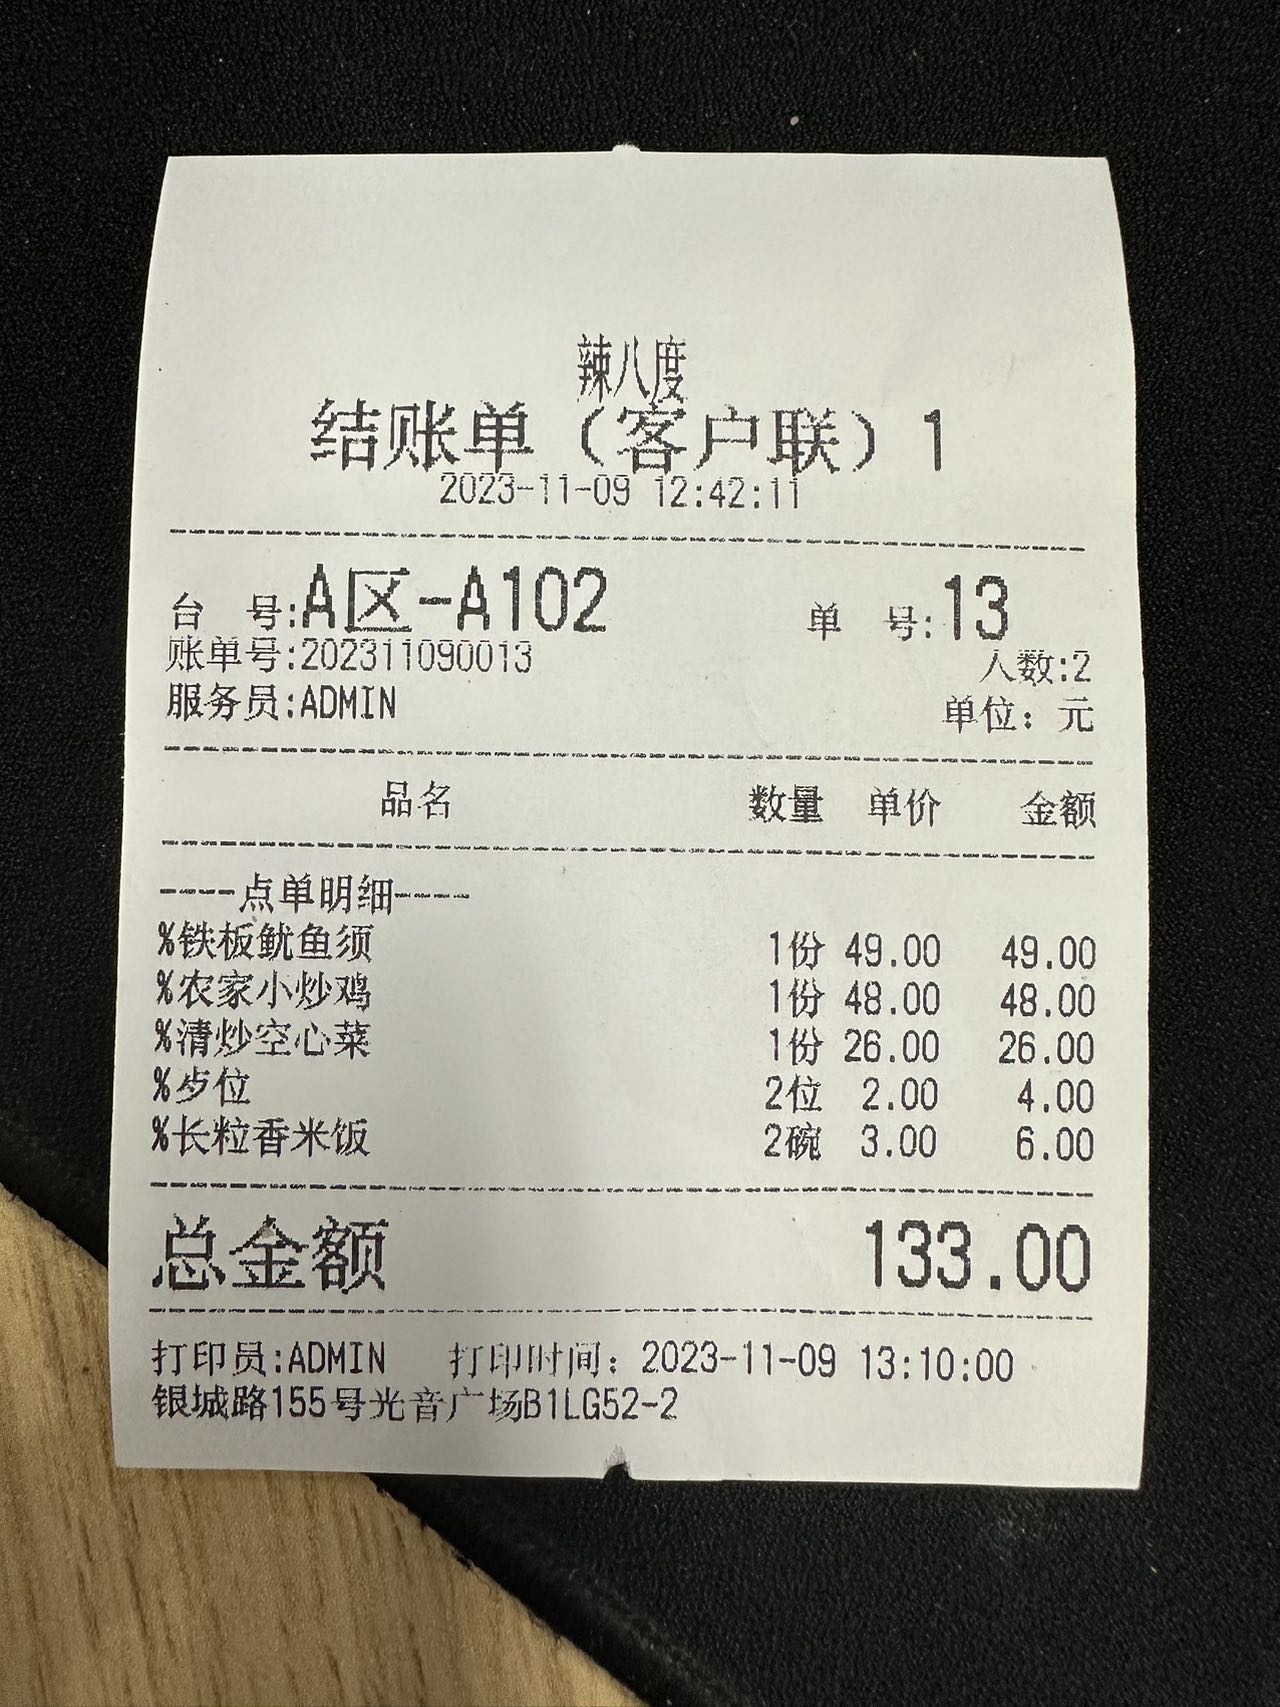 辣八度
结账单（客户联）1
2023-11-09 12:42:11
台 号:A区-A102 单 号:13
账单号:202311090013 人数:2
服务员:ADMIN 单位：元
品名 数量 单价 金额
----点单明细----
%铁板鱿鱼须 1份 49.00 49.00
%农家小炒鸡 1份 48.00 48.00
%清炒空心菜 1份 26.00 26.00
%歺位 2位 2.00 4.00
%长粒香米饭 2碗 3.00 6.00
总金额 133.00
打印员:ADMIN 打印时间：2023-11-09 13:10:00
银城路155号光音广场B1LG52-2